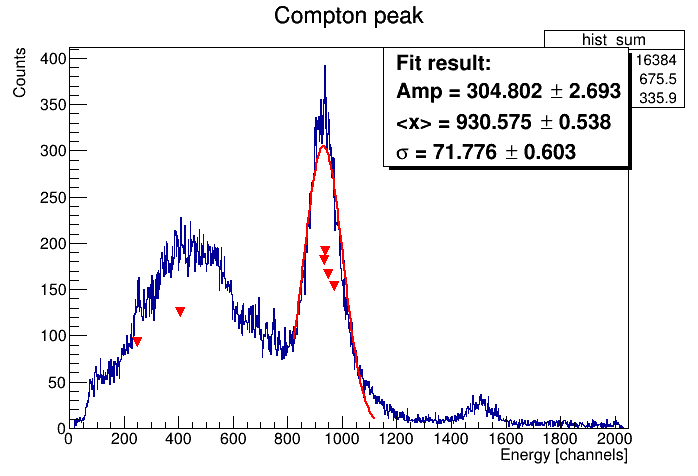 Compton peak
hist_sum
16384
675.5
335.9
Fit result:
Amp = 304.802 ± 2.693
<x> = 930.575 ± 0.538
σ = 71.776 ± 0.603
Counts
400
350
300
250
200
150
100
50
0
0 200 400 600 800 1000 1200 1400 1600 1800 2000
Energy [channels]